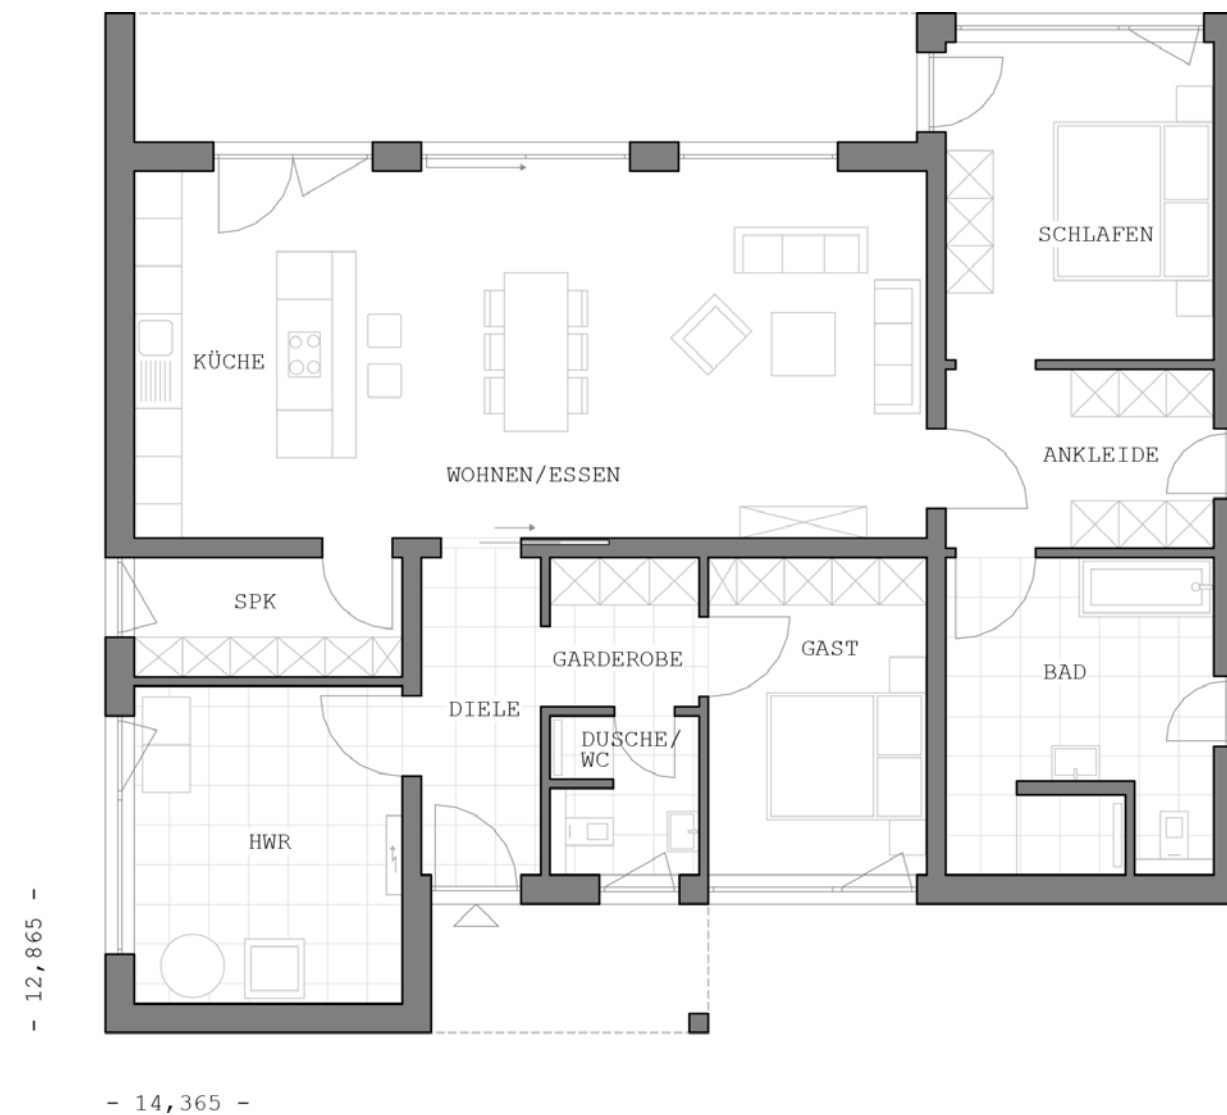 SCHLAFEN
KÜCHE
ANKLEIDE
WOHNEN/ESSEN
SPK
GAST
GARDEROBE
BAD
DIELE
DUSCHE/
WC
HWR
- 12,865 -
- 14,365 -